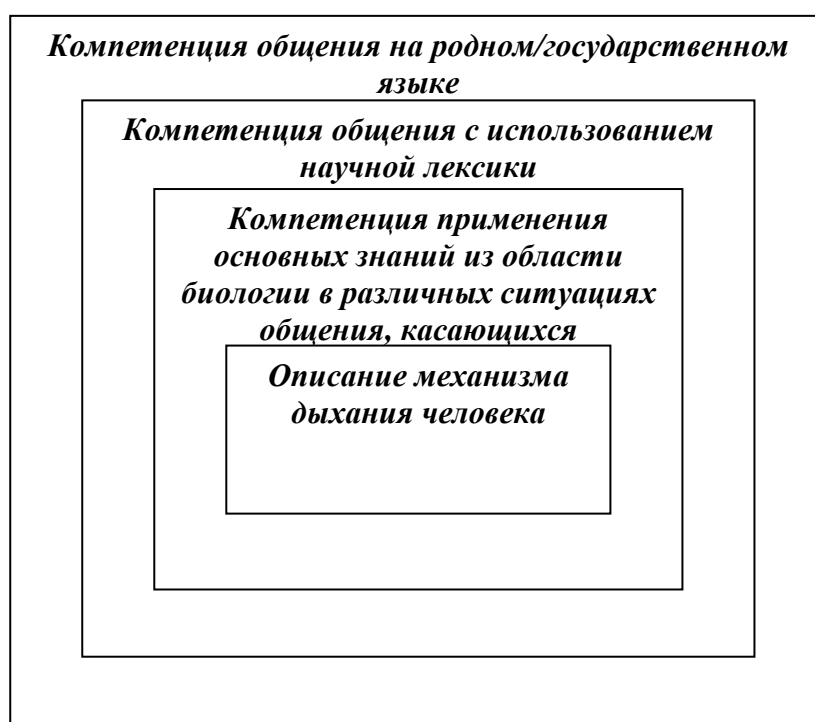 Компетенция общения на родном/государственном
языке
Компетенция общения с использованием
научной лексики
Компетенция применения
основных знаний из области
биологии в различных ситуациях
общения, касающихся
Описание механизма
дыхания человека